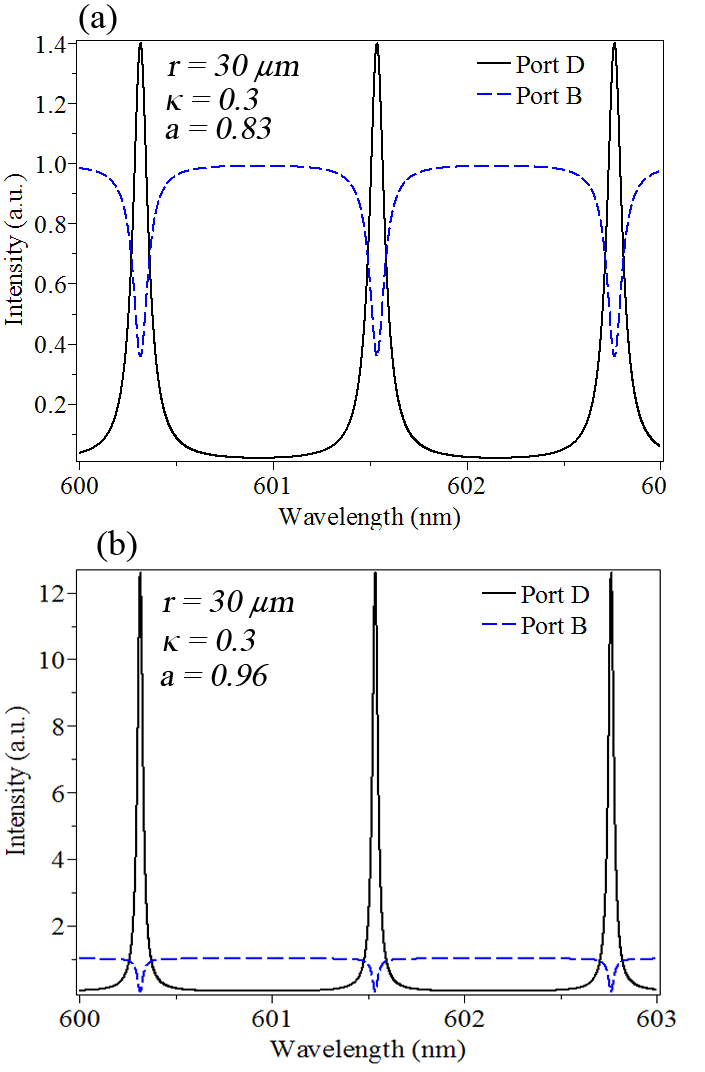 (a)
1.4
1.2
1.0
0.8
0.6
0.4
0.2
Intensity (a.u.)
r = 30 μm
κ = 0.3
a = 0.83
Port D
Port B
600
601
602
60
Wavelength (nm)
(b)
12
10
8
6
4
2
Intensity (a.u.)
r = 30 μm
κ = 0.3
a = 0.96
Port D
Port B
600
601
602
603
Wavelength (nm)